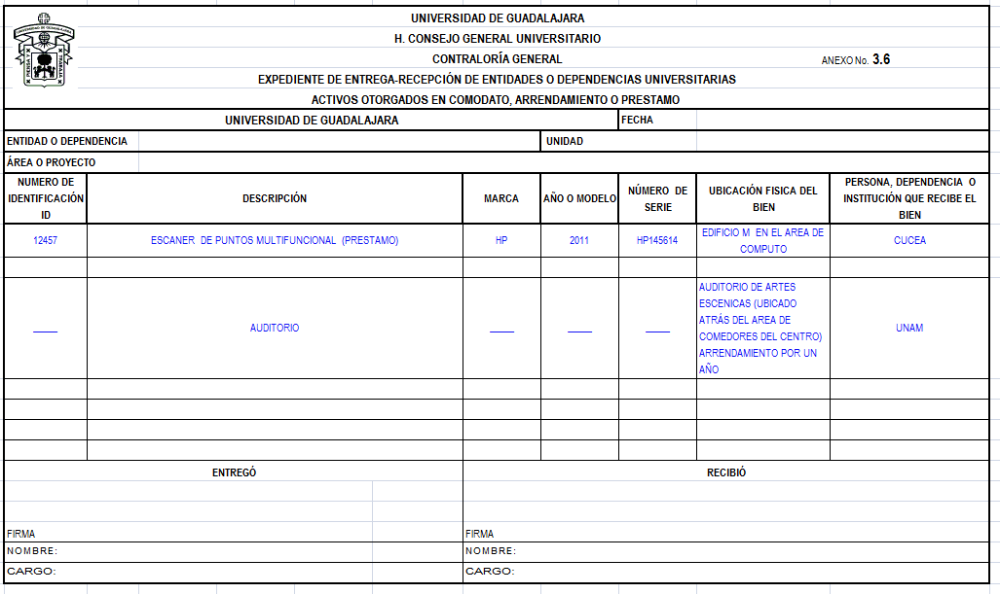 UNIVERSIDAD DE GUADALAJARA
H. CONSEJO GENERAL UNIVERSITARIO
CONTRALORÍA GENERAL
ANEXO No. 3.6
EXPEDIENTE DE ENTREGA-RECEPCIÓN DE ENTIDADES O DEPENDENCIAS UNIVERSITARIAS
ACTIVOS OTORGADOS EN COMODATO, ARRENDAMIENTO O PRESTAMO
UNIVERSIDAD DE GUADALAJARA
FECHA
ENTIDAD O DEPENDENCIA
UNIDAD
ÁREA O PROYECTO
NUMERO DE
IDENTIFICACIÓN
ID
DESCRIPCIÓN
MARCA
AÑO O MODELO
NÚMERO DE
SERIE
UBICACIÓN FISICA DEL
BIEN
PERSONA, DEPENDENCIA O
INSTITUCIÓN QUE RECIBE EL
BIEN
12457
ESCANER DE PUNTOS MULTIFUNCIONAL (PRESTAMO)
HP
2011
HP145614
EDIFICIO M EN EL AREA DE
COMPUTO
CUCEA
____
AUDITORIO
____
____
____
AUDITORIO DE ARTES
ESCENICAS (UBICADO
ATRÁS DEL AREA DE
COMEDORES DEL CENTRO)
ARRENDAMIENTO POR UN
AÑO
UNAM
ENTREGÓ
RECIBIÓ
FIRMA
FIRMA
NOMBRE:
NOMBRE:
CARGO:
CARGO: